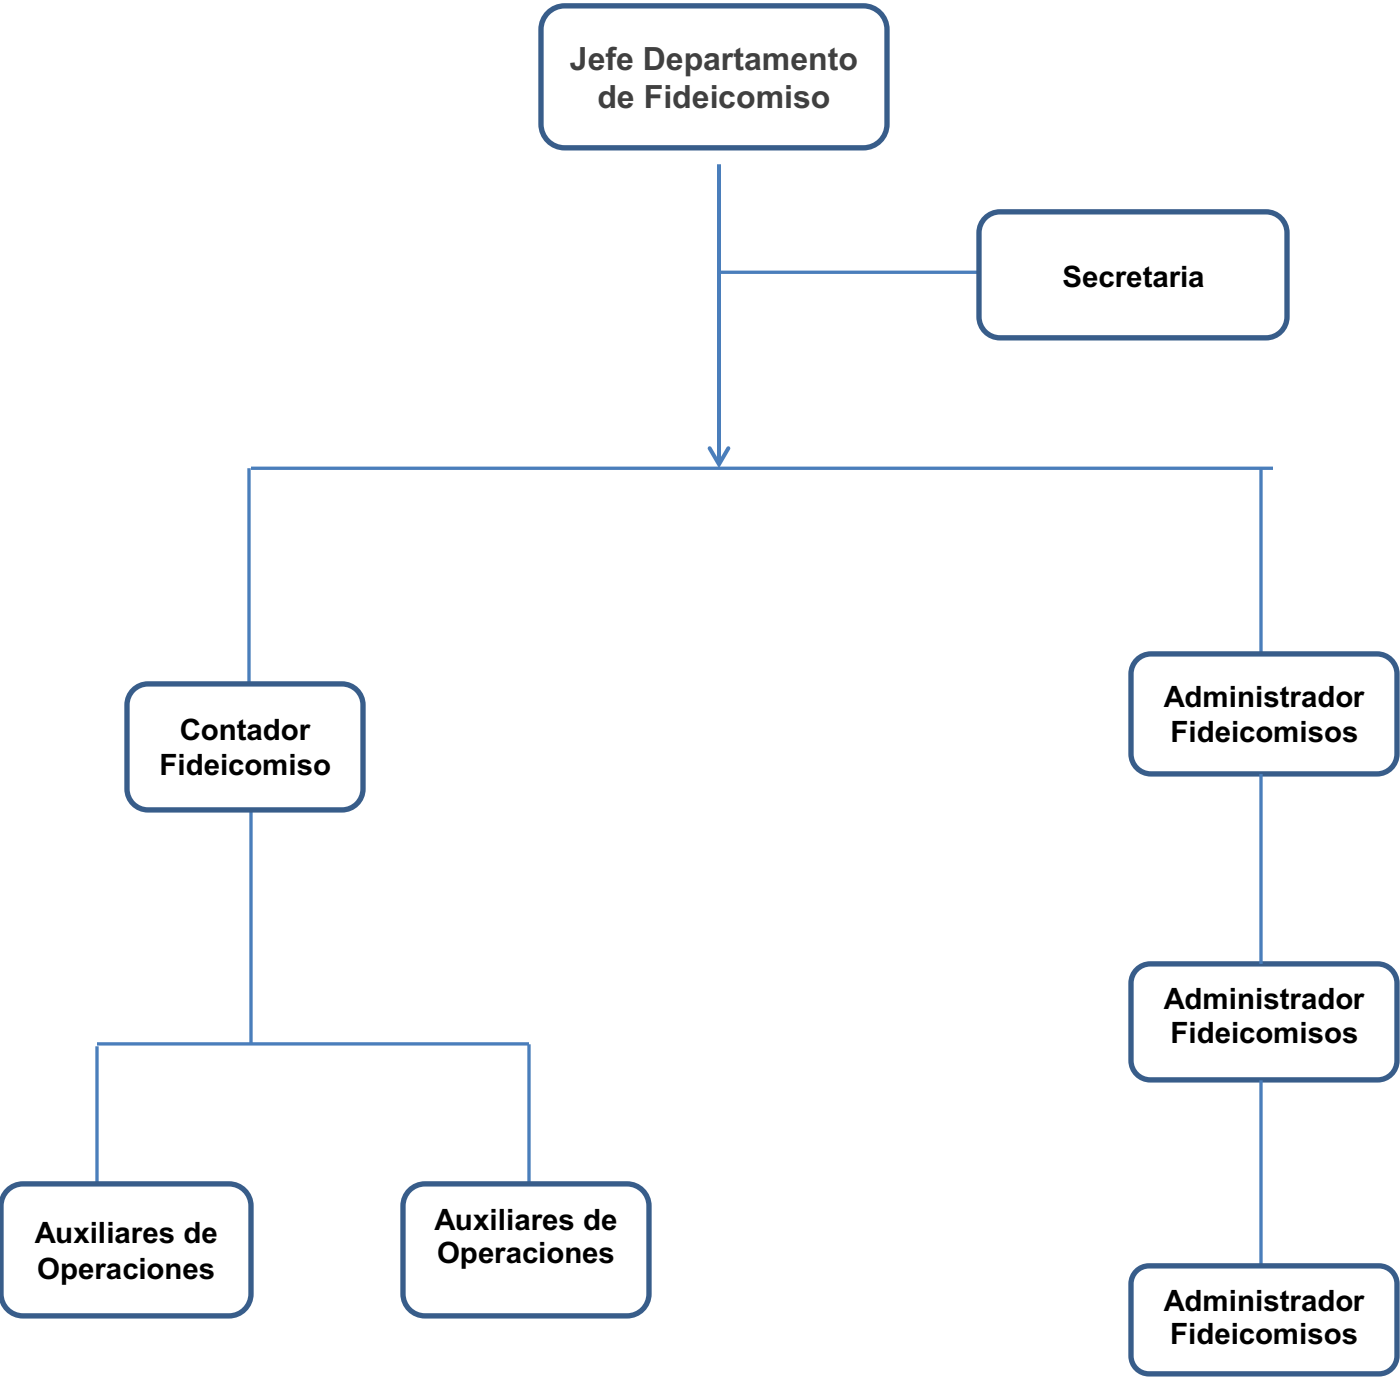 Jefe Departamento
de Fideicomiso
Secretaria
Contador
Fideicomiso
Administrador
Fideicomisos
Administrador
Fideicomisos
Auxiliares de
Operaciones
Auxiliares de
Operaciones
Administrador
Fideicomisos